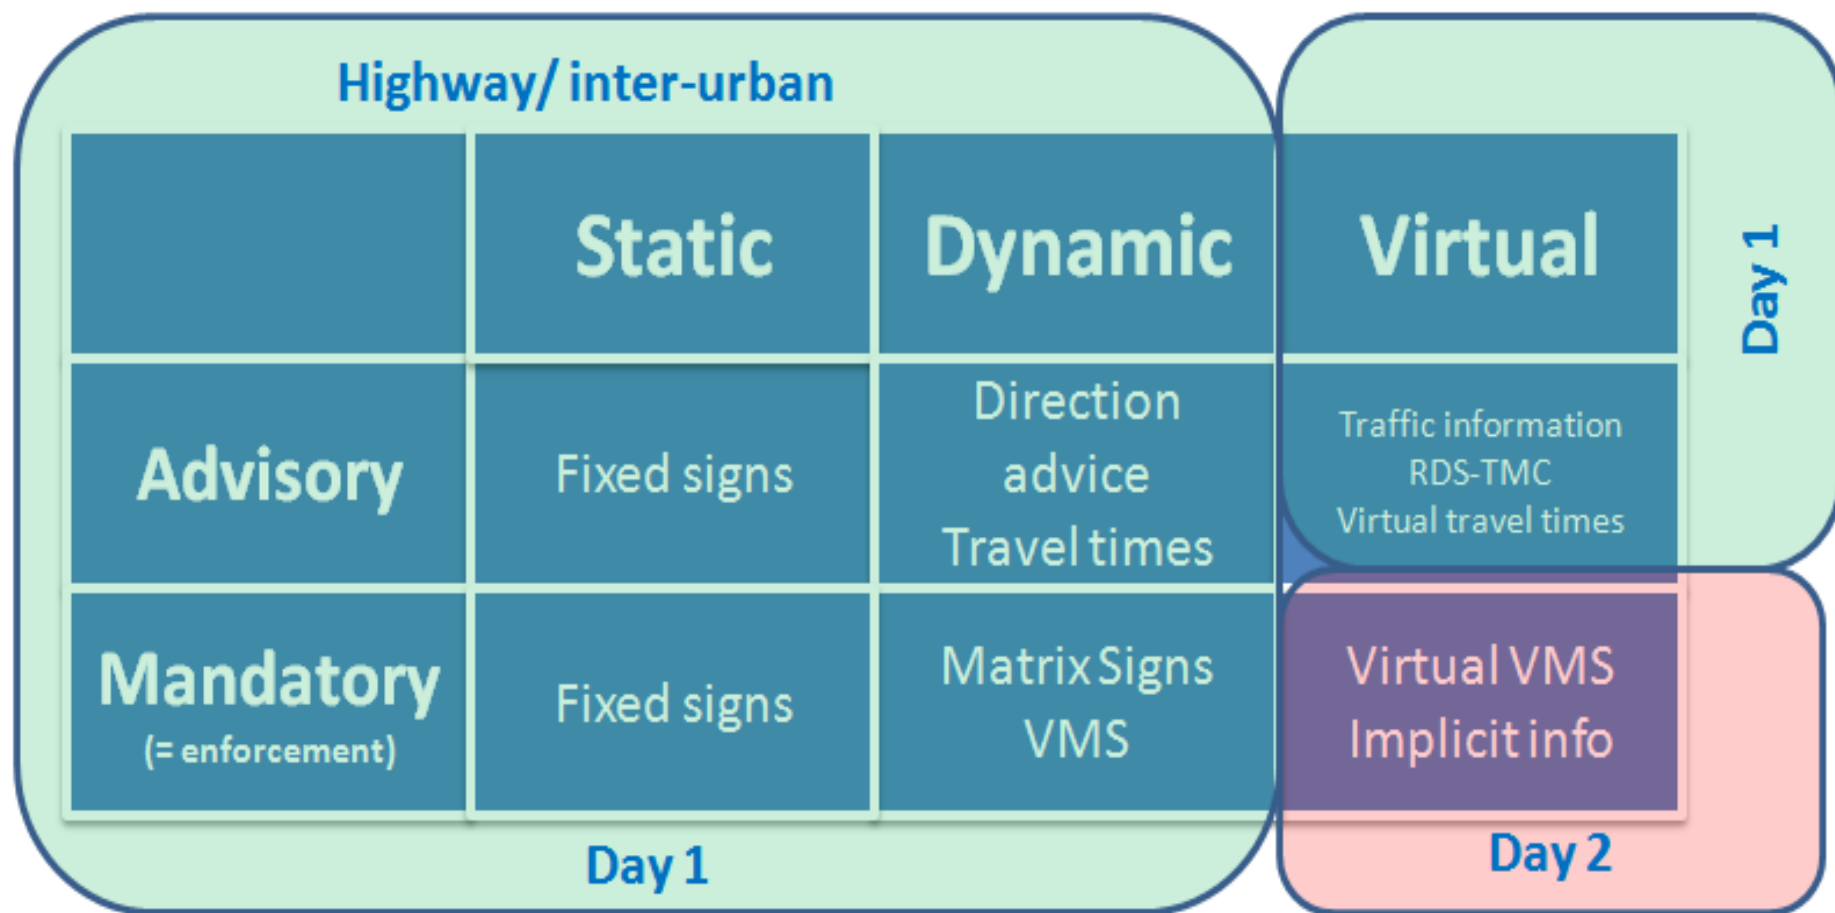 Highway/ inter-urban
Static
Dynamic
Virtual
Day 1
Advisory
Fixed signs
Direction
advice
Travel times
Traffic information
RDS-TMC
Virtual travel times
Mandatory
(= enforcement)
Fixed signs
Matrix Signs
VMS
Virtual VMS
Implicit info
Day 1
Day 2